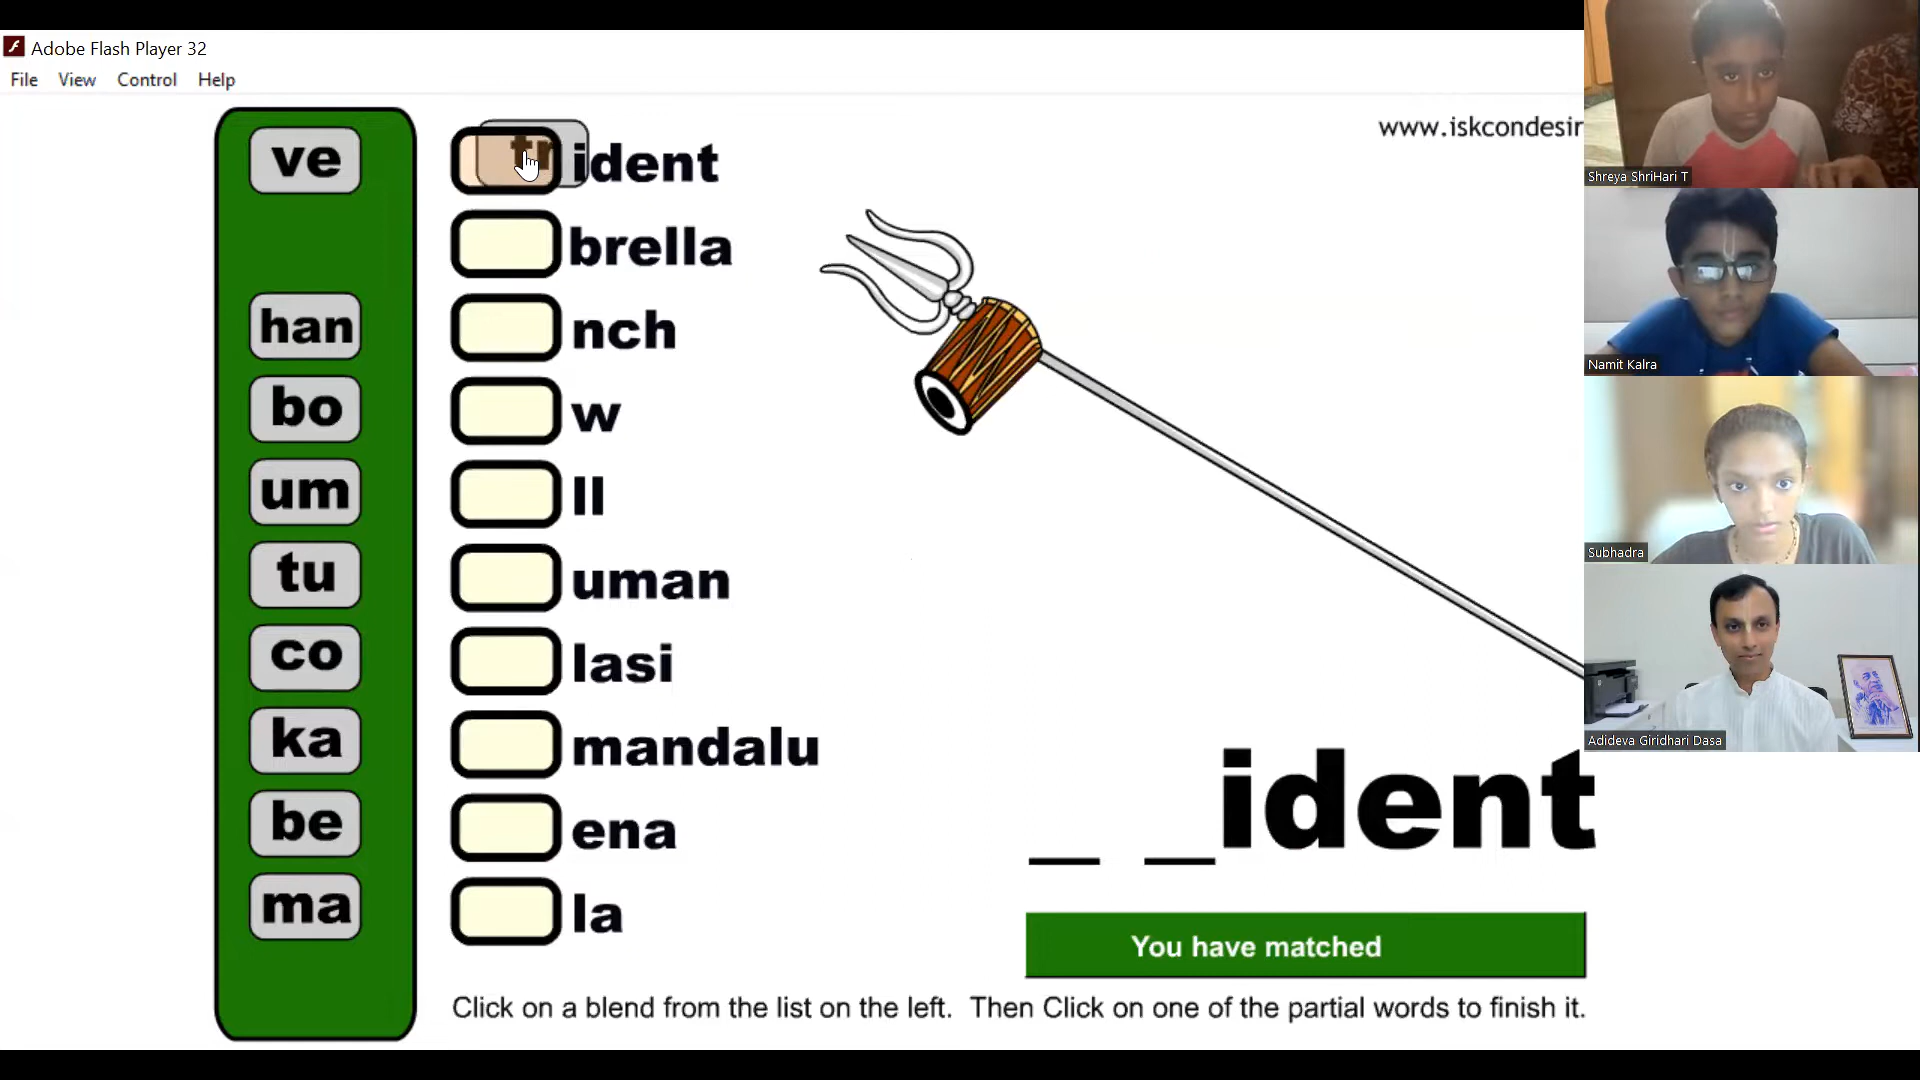 Adobe Flash Player 32
File View Control Help
www.iskcondesir
ve
han
bo
um
tu
co
ka
be
ma
tr
ident
brella
nch
w
ll
uman
lasi
mandalu
ena
la
_ _ident
You have matched
Click on a blend from the list on the left. Then Click on one of the partial words to finish it.
Shreya ShriHari T
Namit Kalra
Subhadra
Adideva Giridhari Dasa